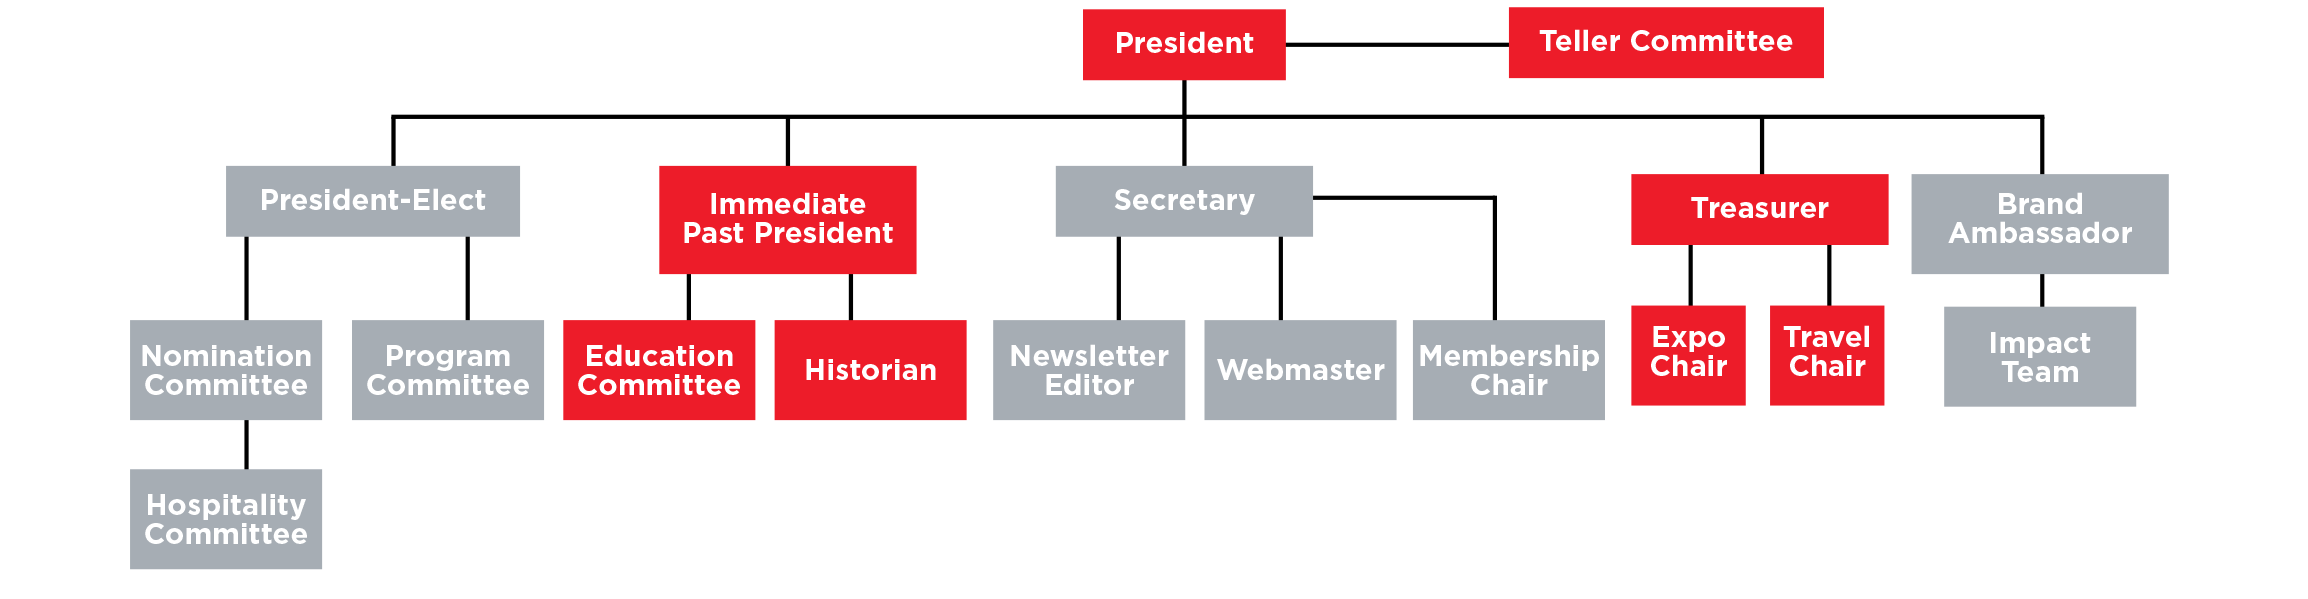 President
Teller Committee
President-Elect
Immediate
Past President
Secretary
Treasurer
Brand
Ambassador
Nomination
Committee
Program
Committee
Education
Committee
Historian
Newsletter
Editor
Webmaster
Membership
Chair
Expo
Chair
Travel
Chair
Impact
Team
Hospitality
Committee